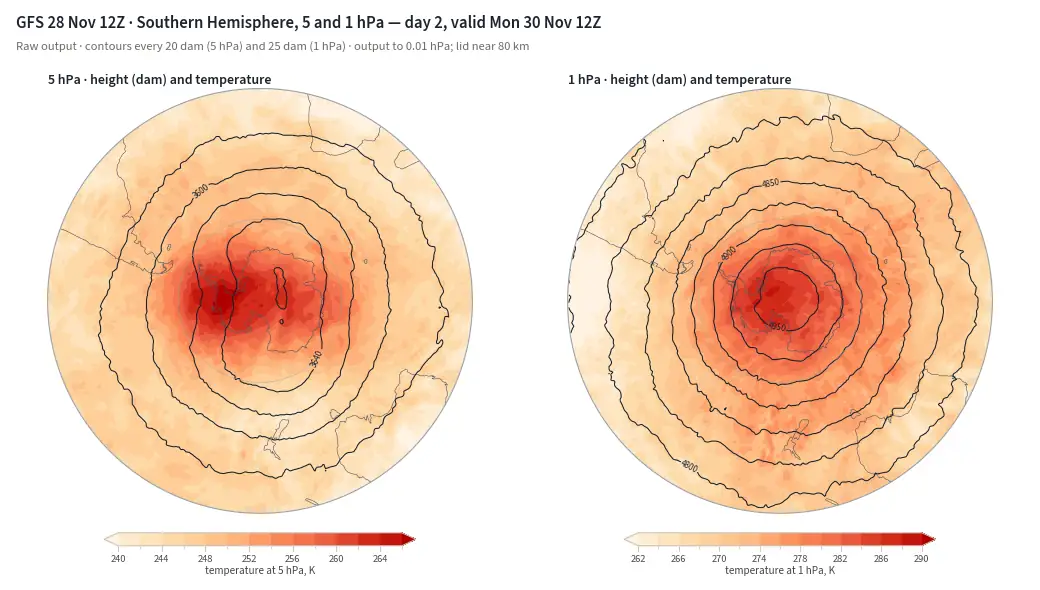 GFS 28 Nov 12Z · Southern Hemisphere, 5 and 1 hPa — day 2, valid Mon 30 Nov 12Z
Raw output · contours every 20 dam (5 hPa) and 25 dam (1 hPa) · output to 0.01 hPa; lid near 80 km
5 hPa · height (dam) and temperature
1 hPa · height (dam) and temperature
3600
3640
4850
4900
4950
4800
240 244 248 252 256 260 264
temperature at 5 hPa, K
262 266 270 274 278 282 286 290
temperature at 1 hPa, K